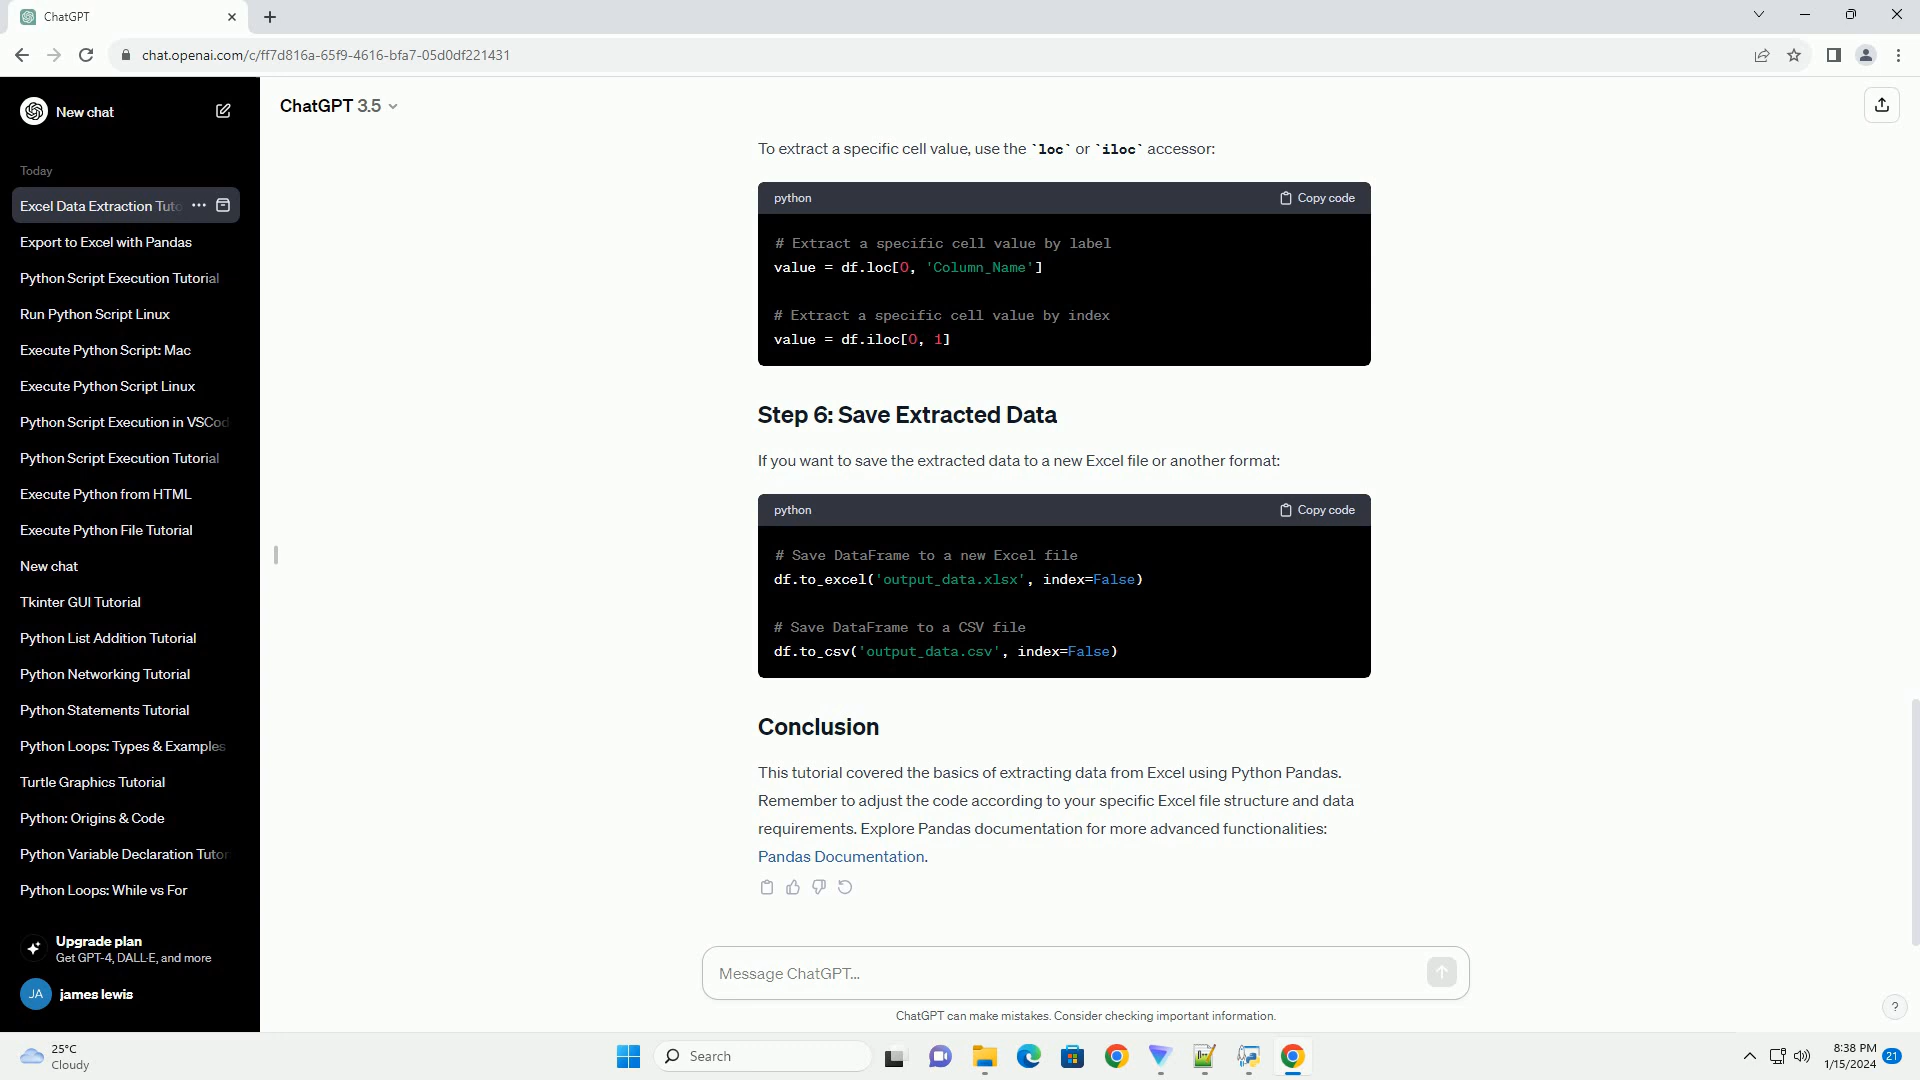 ChatGPT
chat.openai.com/c/ff7d816a-65f9-4616-bfa7-05d0df221431
New chat
Today
Excel Data Extraction Tuto
Export to Excel with Pandas
Python Script Execution Tutorial
Run Python Script Linux
Execute Python Script: Mac
Execute Python Script Linux
Python Script Execution in VSCod
Python Script Execution Tutorial
Execute Python from HTML
Execute Python File Tutorial
New chat
Tkinter GUI Tutorial
Python List Addition Tutorial
Python Networking Tutorial
Python Statements Tutorial
Python Loops: Types & Examples
Turtle Graphics Tutorial
Python: Origins & Code
Python Variable Declaration Tutor
Python Loops: While vs For
Upgrade plan
Get GPT-4, DALL·E, and more
JA james lewis
ChatGPT 3.5
To extract a specific cell value, use the `loc` or `iloc` accessor:
python Copy code
# Extract a specific cell value by label
value = df.loc[0, 'Column_Name']
# Extract a specific cell value by index
value = df.iloc[0, 1]
Step 6: Save Extracted Data
If you want to save the extracted data to a new Excel file or another format:
python Copy code
# Save DataFrame to a new Excel file
df.to_excel('output_data.xlsx', index=False)
# Save DataFrame to a CSV file
df.to_csv('output_data.csv', index=False)
Conclusion
This tutorial covered the basics of extracting data from Excel using Python Pandas.
Remember to adjust the code according to your specific Excel file structure and data
requirements. Explore Pandas documentation for more advanced functionalities:
Pandas Documentation.
Message ChatGPT...
ChatGPT can make mistakes. Consider checking important information.
?
25°C
Cloudy
Search
8:38 PM
1/15/2024
21